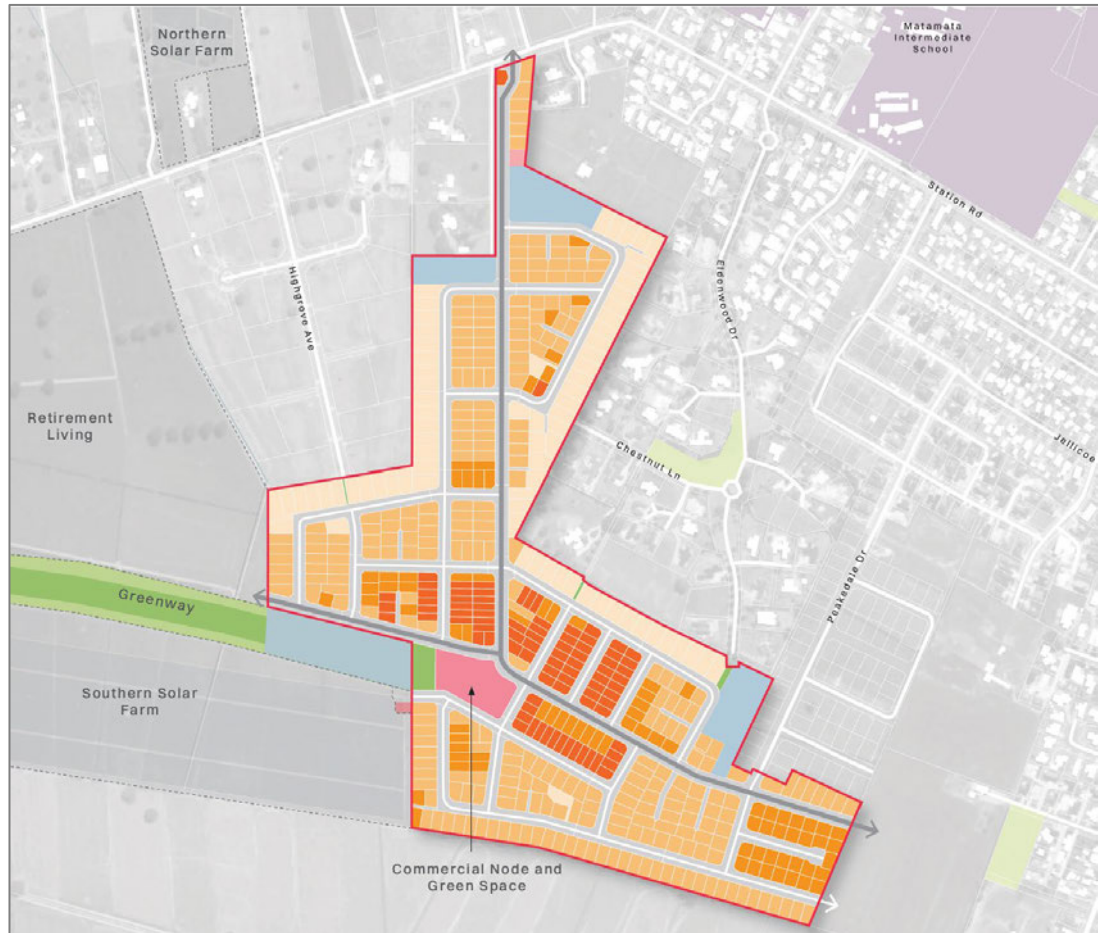 Northern
Solar Farm
Matamata
Intermediate
School
Station Rd
Eldenwood Dr
Highgrove Ave
Retirement
Living
Jellicoe
Chestnut Ln
Peakedale Dr
Greenway
Southern Solar
Farm
Commercial Node and
Green Space